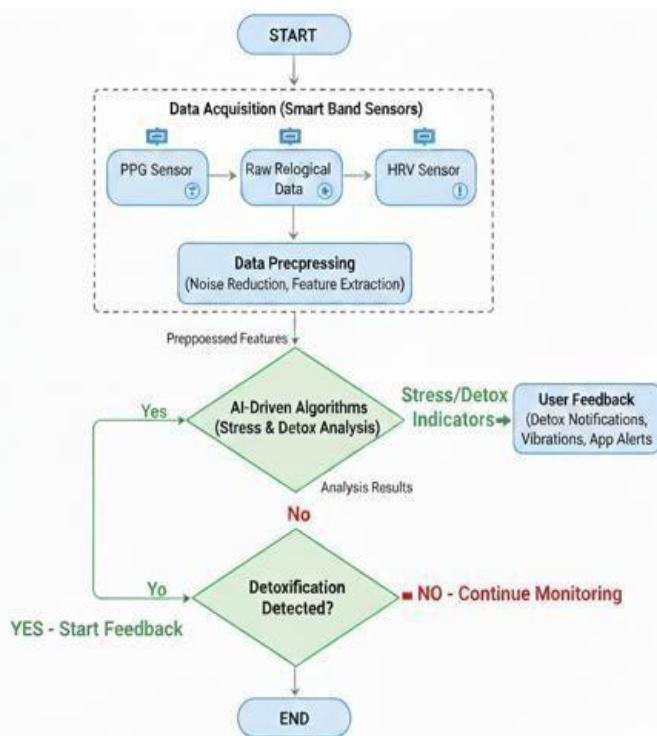 START
Data Acquisition (Smart Band Sensors)
PPG Sensor
Raw Relogical
Data
HRV Sensor
Data Precpressing
(Noise Reduction, Feature Extraction)
Preppoessed Features
Yes
AI-Driven Algorithms
(Stress & Detox Analysis)
Stress/Detox
Indicators
User Feedback
(Detox Notifications,
Vibrations, App Alerts
Analysis Results
No
Yo
Detoxification
Detected?
NO - Continue Monitoring
YES - Start Feedback
END